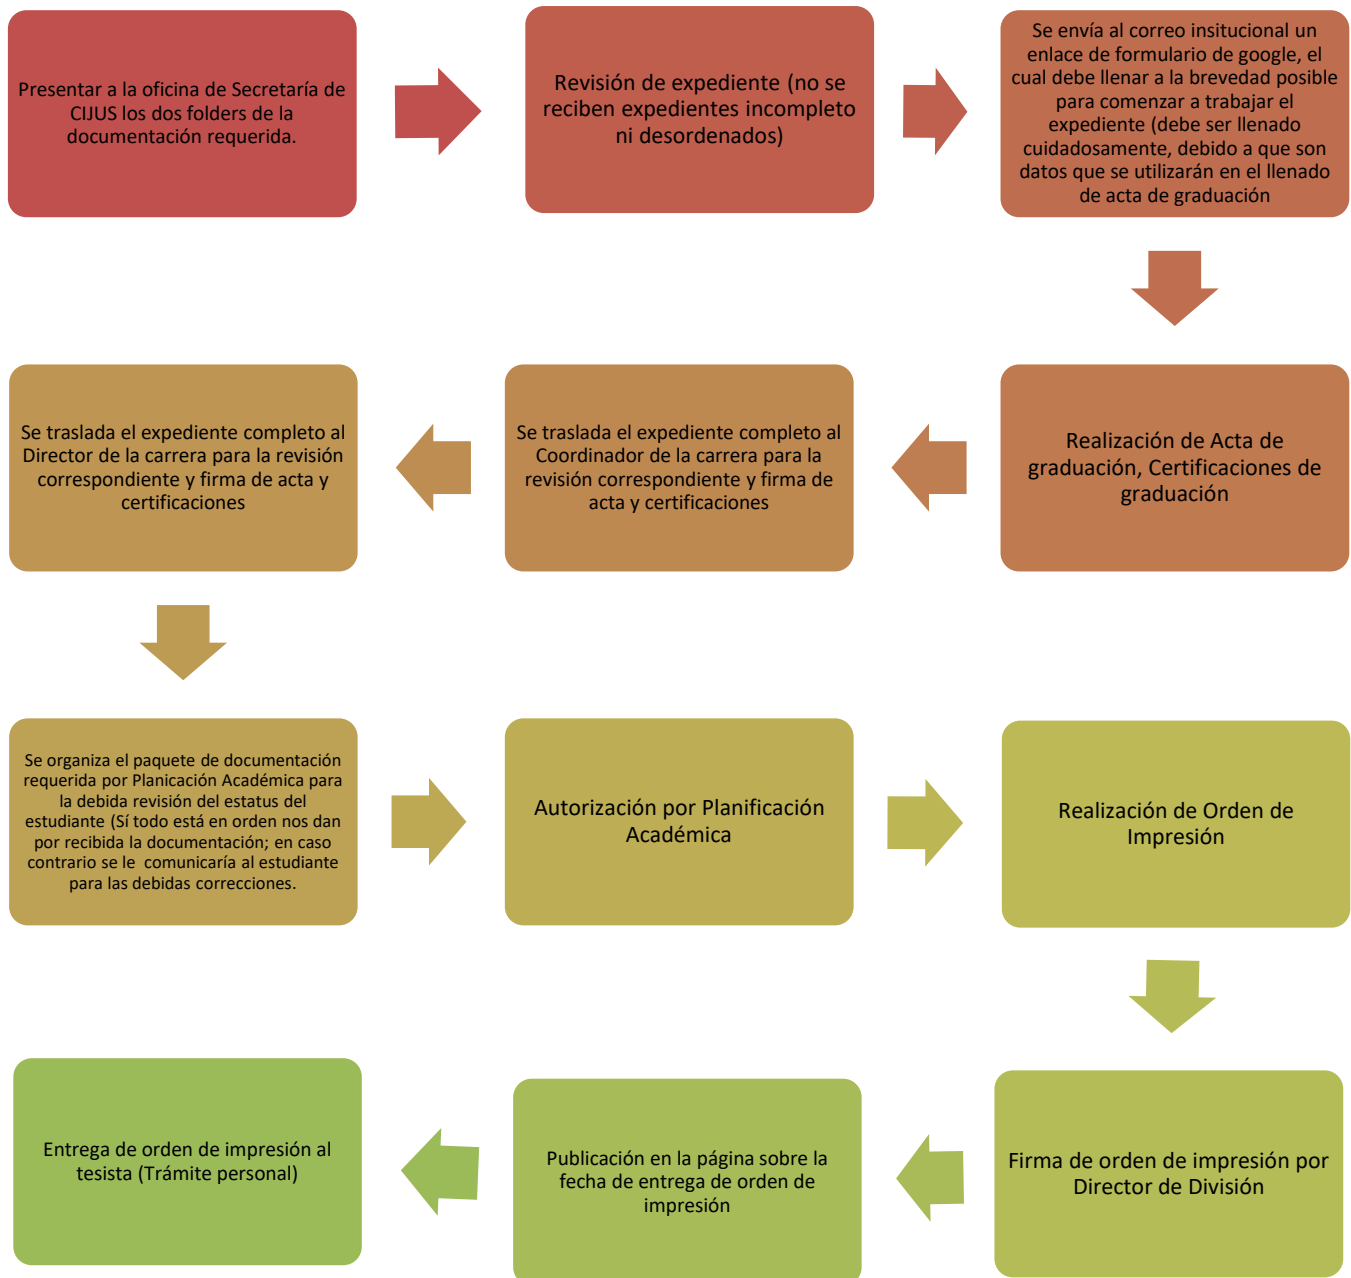 Presentar a la oficina de Secretaría de
CIJUS los dos folders de la
documentación requerida.
Revisión de expediente (no se
reciben expedientes incompleto
ni desordenados)
Se envía al correo insitucional un
enlace de formulario de google, el
cual debe llenar a la brevedad posible
para comenzar a trabajar el
expediente (debe ser llenado
cuidadosamente, debido a que son
datos que se utilizarán en el llenado
de acta de graduación
Realización de Acta de
graduación, Certificaciones de
graduación
Se traslada el expediente completo al
Coordinador de la carrera para la
revisión correspondiente y firma de
acta y certificaciones
Se traslada el expediente completo al
Director de la carrera para la revisión
correspondiente y firma de acta y
certificaciones
Se organiza el paquete de documentación
requerida por Planicación Académica para
la debida revisión del estatus del
estudiante (Sí todo está en orden nos dan
por recibida la documentación; en caso
contrario se le comunicaría al estudiante
para las debidas correcciones.
Autorización por Planificación
Académica
Realización de Orden de
Impresión
Firma de orden de impresión por
Director de División
Publicación en la página sobre la
fecha de entrega de orden de
impresión
Entrega de orden de impresión al
tesista (Trámite personal)